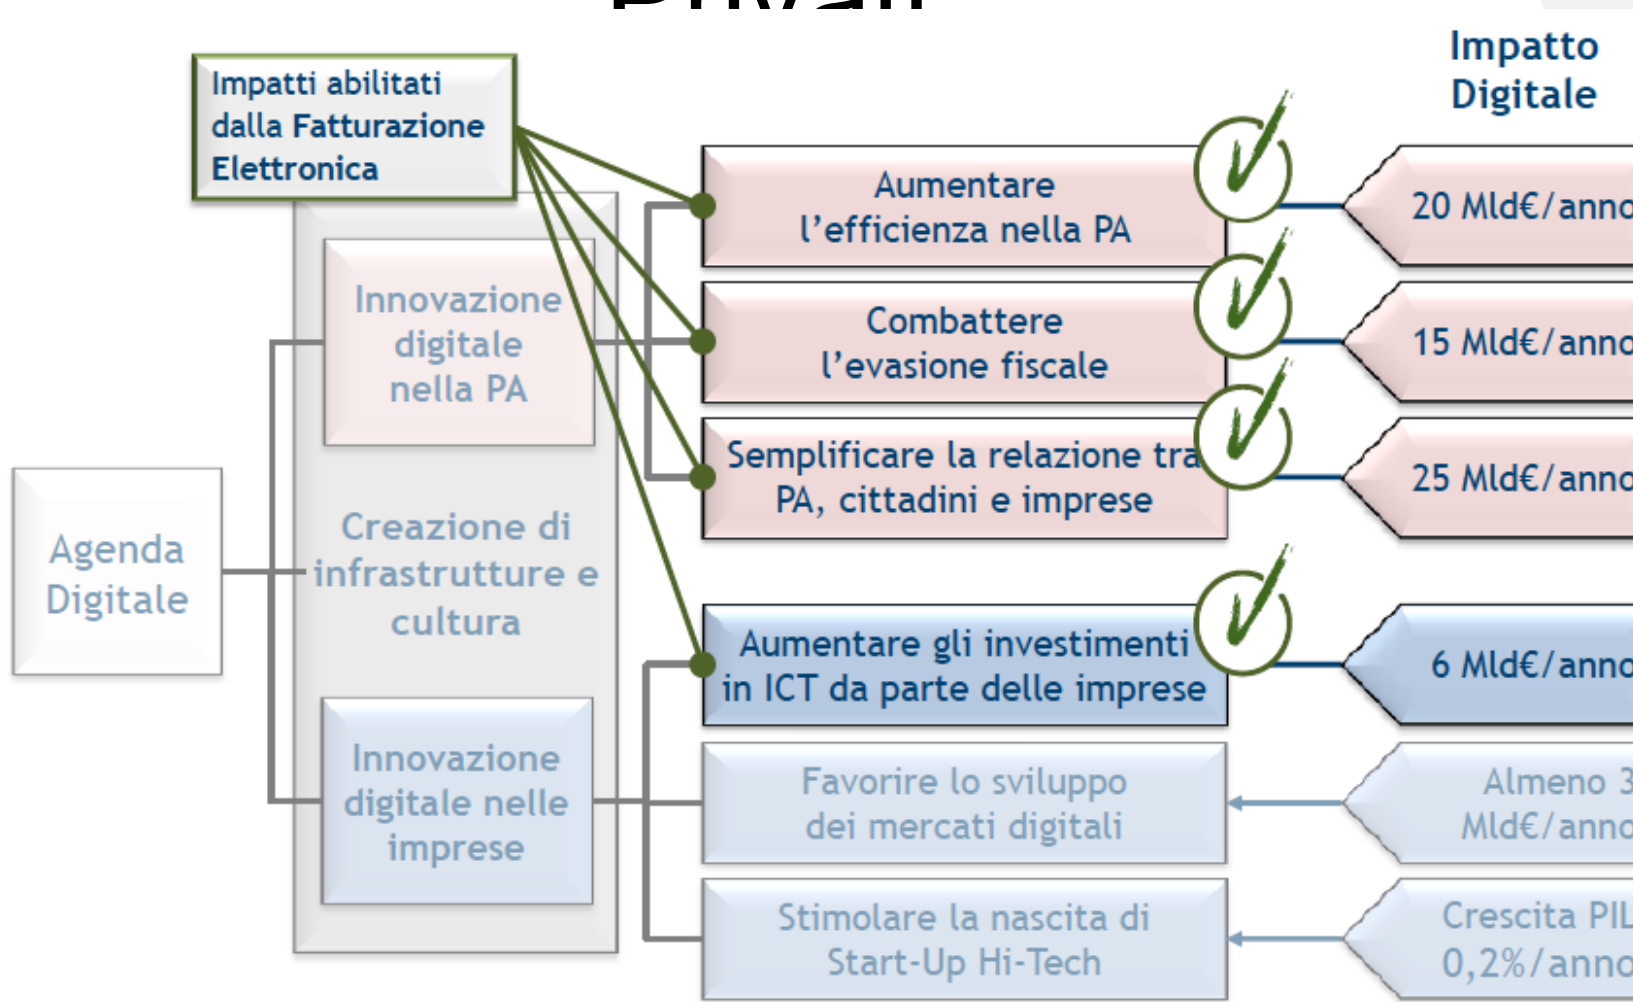 Impatto
Digitale
Impatti abilitati
dalla Fatturazione
Elettronica
Aumentare
l'efficienza nella PA
20 Mld€/anno
Innovazione
digitale
nella PA
Combattere
l'evasione fiscale
15 Mld€/anno
Semplificare la relazione tra
PA, cittadini e imprese
25 Mld€/anno
Agenda
Digitale
Creazione di
infrastrutture e
cultura
Aumentare gli investimenti
in ICT da parte delle imprese
6 Mld€/anno
Innovazione
digitale nelle
imprese
Favorire lo sviluppo
dei mercati digitali
Almeno 3
Mld€/anno
Stimolare la nascita di
Start-Up Hi-Tech
Crescita PIL
0,2%/anno